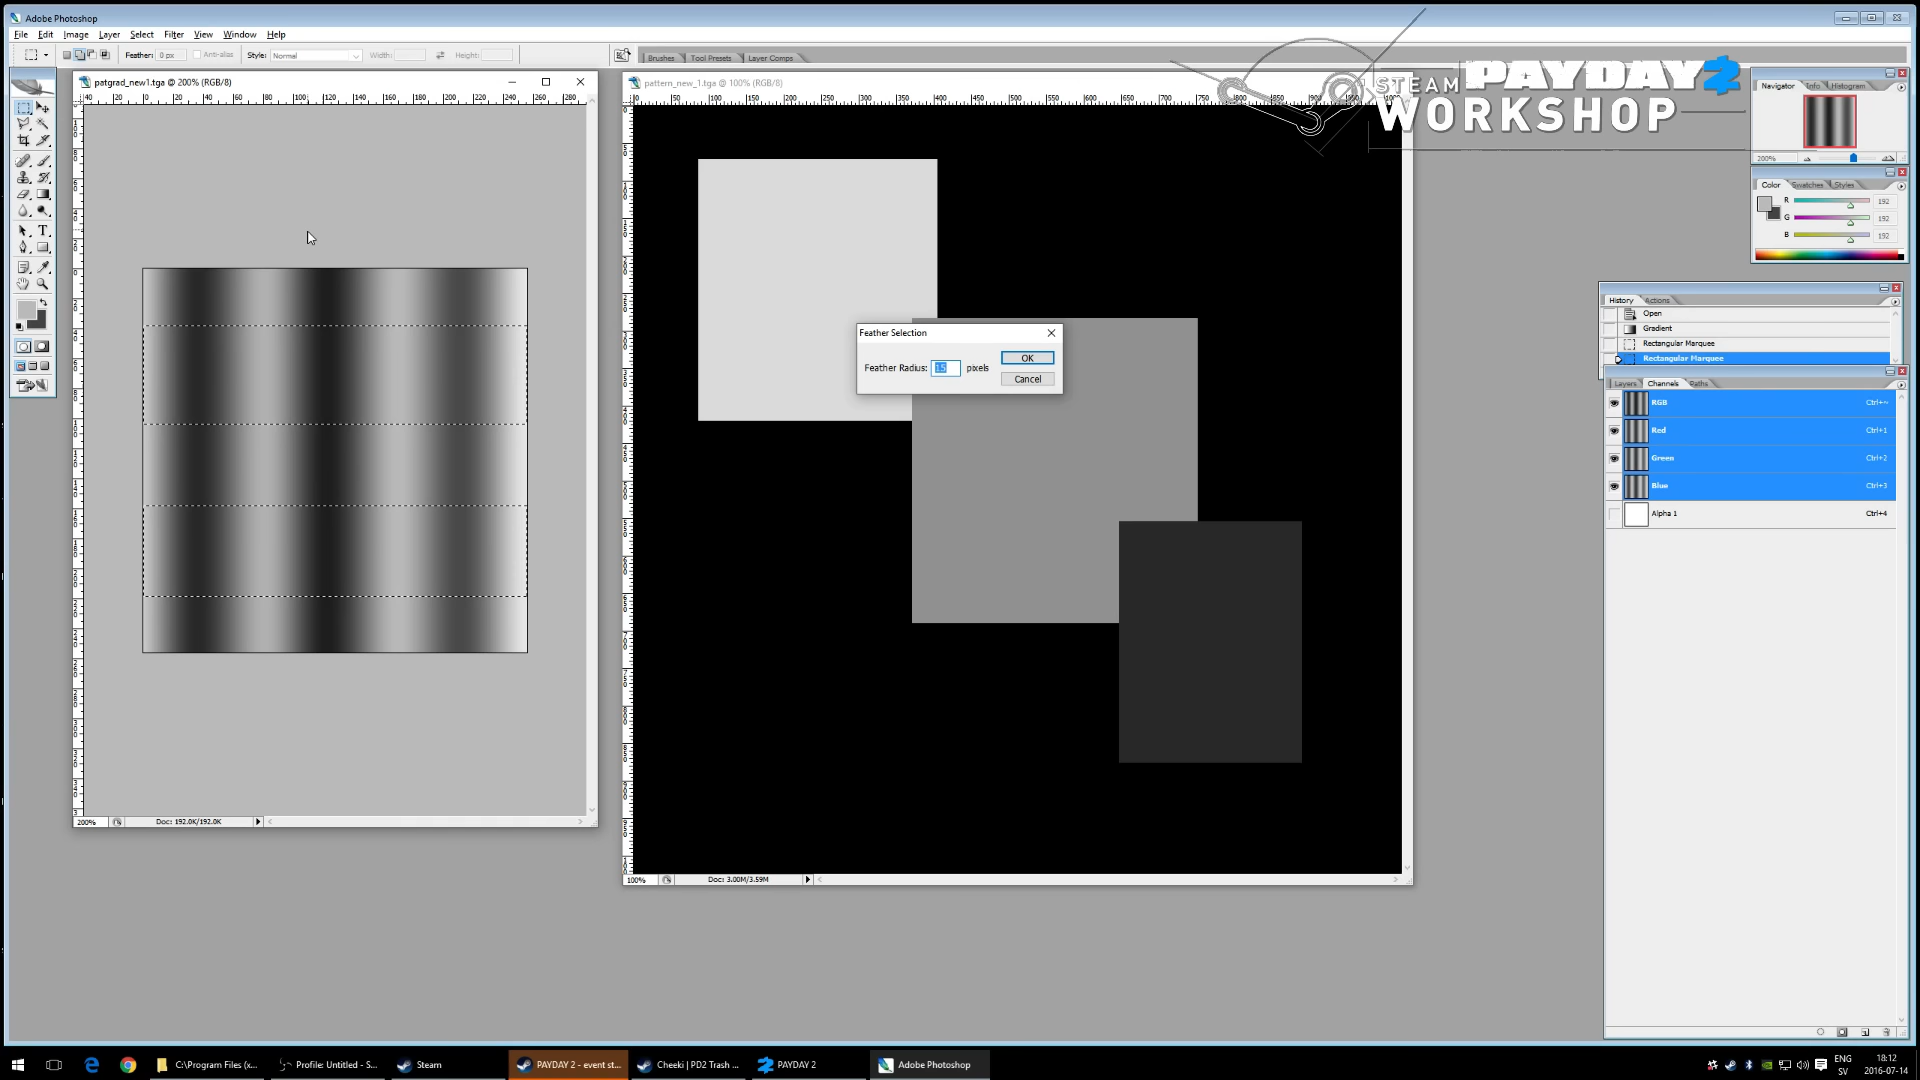 Adobe Photoshop
File Edit Image Layer Select Filter View Window Help
Feather: 0 px Anti-alias Style: Normal Width: Height:
Brushes Tool Presets Layer Comps
patgrad_new1.tga @ 200% (RGB/8)
pattern_new_1.tga @ 100% (RGB/8)
STEAM PAYDAY 2
WORKSHOP
Navigator Info Histogram
200%
Color Swatches Styles
R 192
G 192
B 192
History Actions
Open
Gradient
Rectangular Marquee
Rectangular Marquee
Layers Channels Paths
RGB Ctrl+~
Red Ctrl+1
Green Ctrl+2
Blue Ctrl+3
Alpha 1 Ctrl+4
Feather Selection
Feather Radius: 15 pixels
OK
Cancel
200% Doc: 192.0K/192.0K
100% Doc: 3.00M/3.59M
C:\Program Files (x...
Profile: Untitled - S...
Steam
PAYDAY 2 - event st...
Cheeki | PD2 Trash ...
PAYDAY 2
Adobe Photoshop
ENG
SV
18:12
2016-07-14